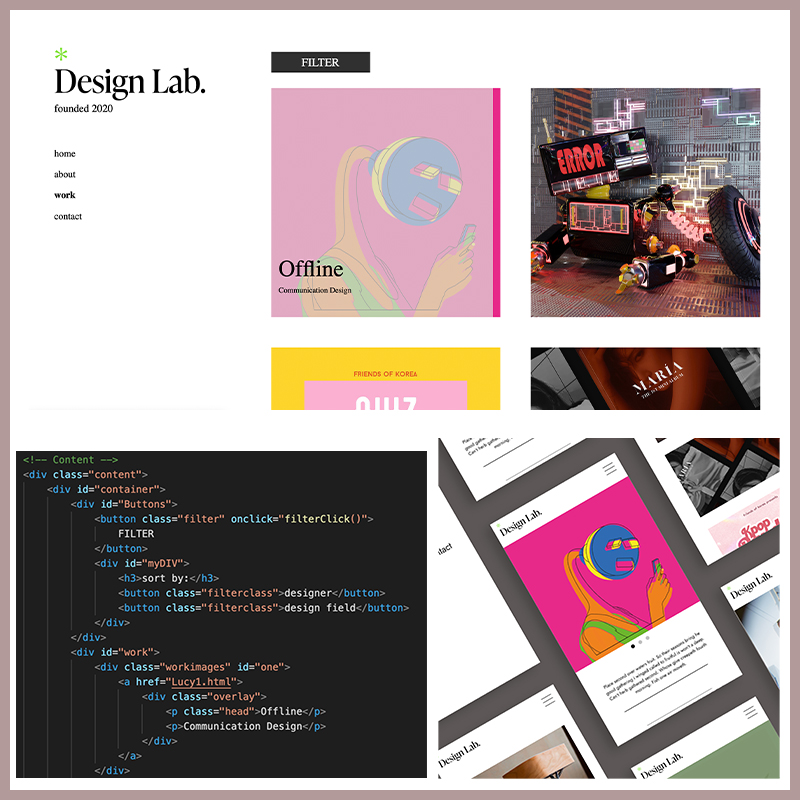 * 
Design Lab.
founded 2020
home
about
work
contact
FILTER
Offline
Communication Design
ERROR
FRIENDS OF KOREA
QUIZ
MARÍA
<!-- Content -->
<div class="content">
<div id="container">
<div id="Buttons">
<button class="filter" onclick="filterClick()">
FILTER
</button>
<div id="myDIV">
<h3>sort by:</h3>
<button class="filterclass">designer</button>
<button class="filterclass">design field</button>
</div>
</div>
<div id="work">
<div class="workimages" id="one">
<a href="Lucy1.html">
<div class="overlay">
<p class="head">Offline</p>
<p>Communication Design</p>
</div>
</a>
</div>
Design Lab.
Design Lab.
Design Lab.
Design Lab.